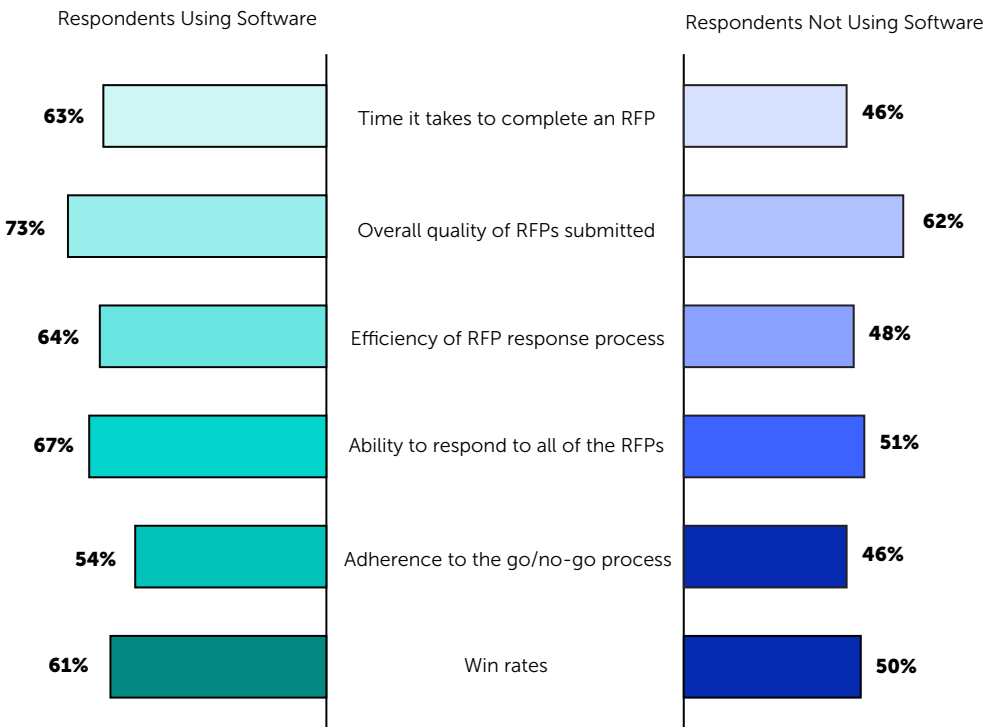 Respondents Using Software
Respondents Not Using Software
63%
Time it takes to complete an RFP
46%
73%
Overall quality of RFPs submitted
62%
64%
Efficiency of RFP response process
48%
67%
Ability to respond to all of the RFPs
51%
54%
Adherence to the go/no-go process
46%
61%
Win rates
50%